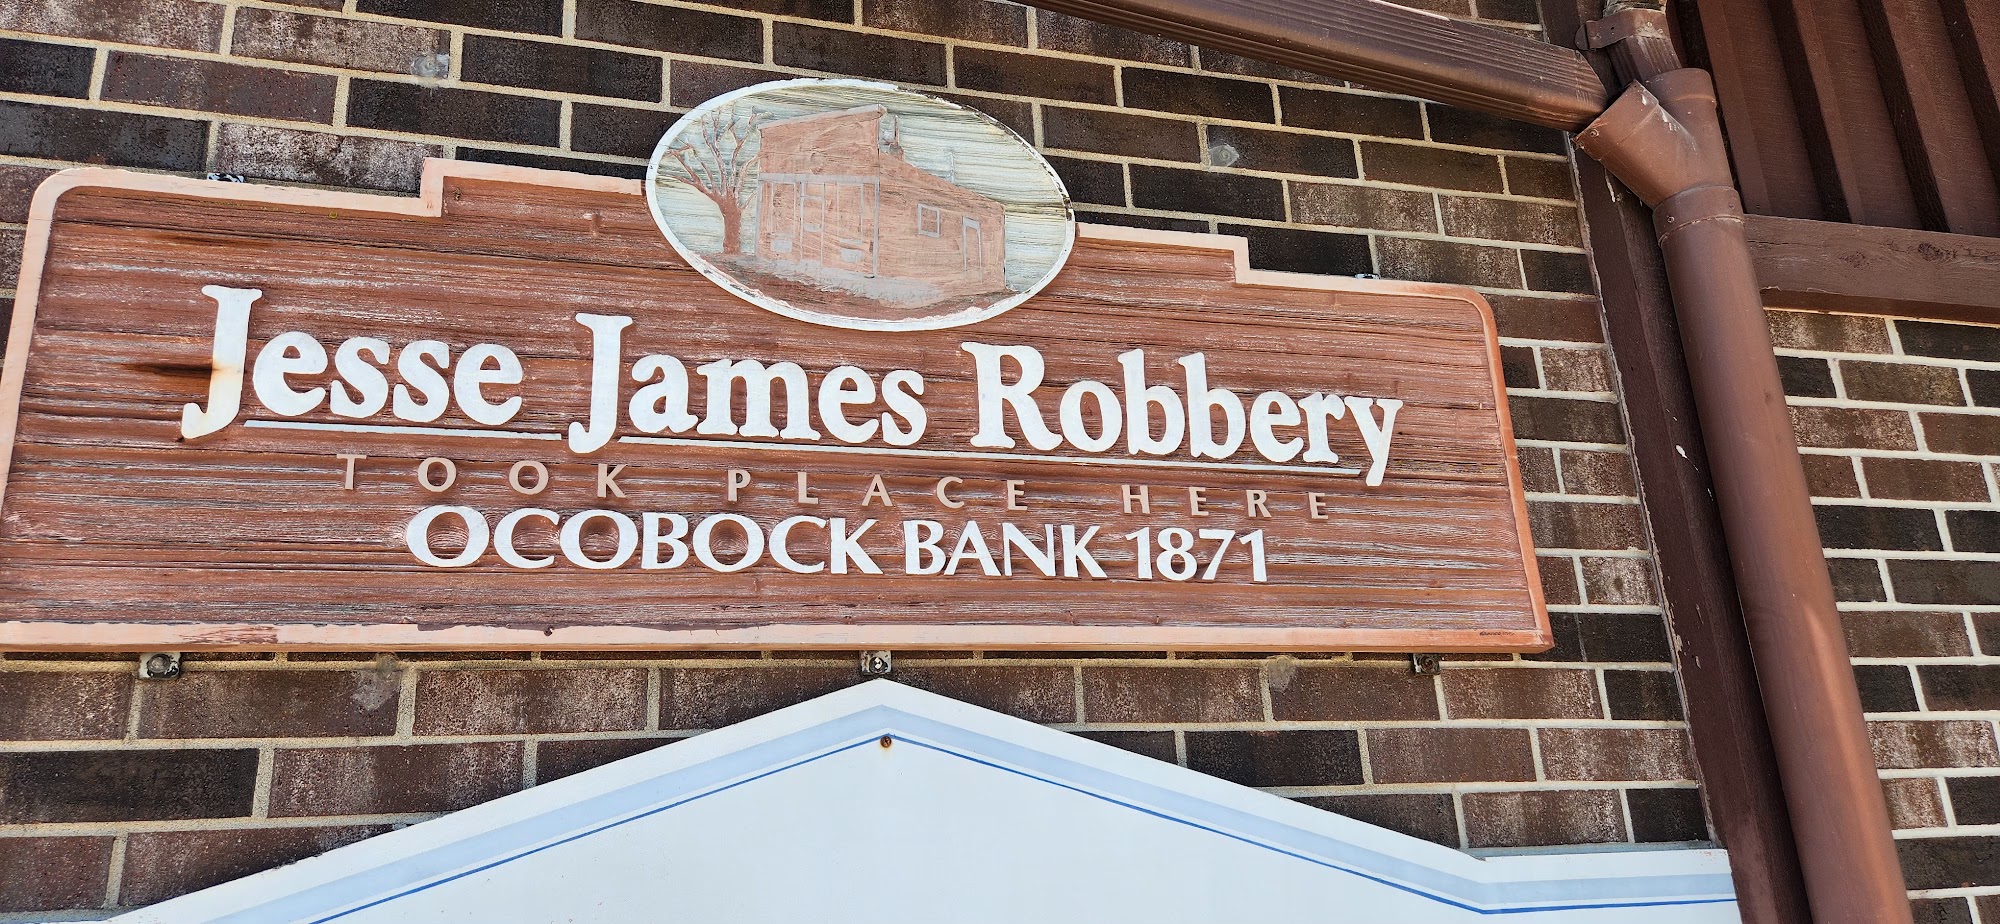 Jesse James Robbery
TOOK PLACE HERE
OCOBOCK BANK 1871